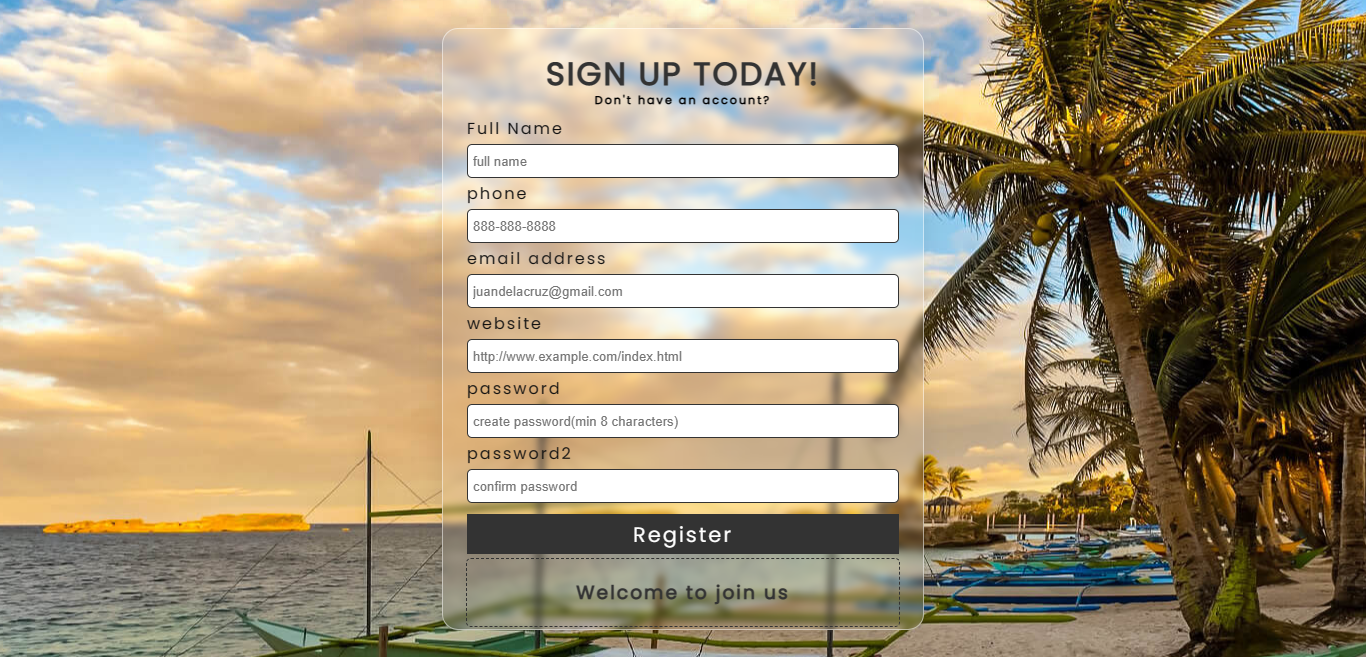 SIGN UP TODAY!
Don't have an account?
Full Name
full name
phone
888-888-8888
email address
juandelacruz@gmail.com
website
http://www.example.com/index.html
password
create password(min 8 characters)
password2
confirm password
Register
Welcome to join us